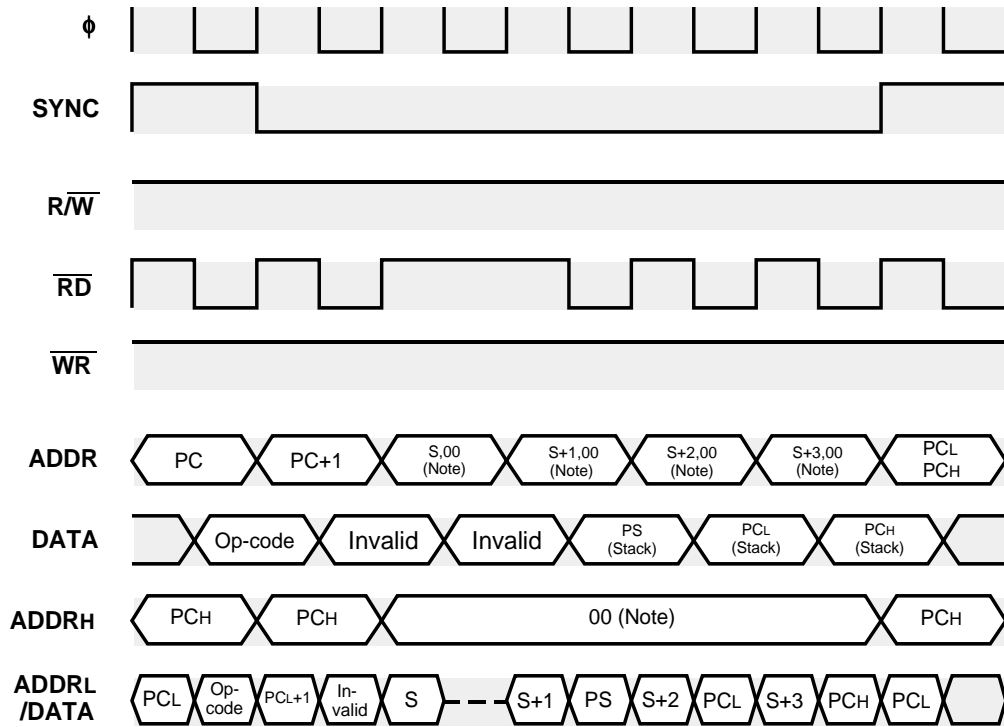 ϕ
SYNC
R/W
RD
WR
ADDR
PC
PC+1
S,00
(Note)
S+1,00
(Note)
S+2,00
(Note)
S+3,00
(Note)
PCL
PCH
DATA
Op-code
Invalid
Invalid
PS
(Stack)
PCL
(Stack)
PCH
(Stack)
ADDRH
PCH
PCH
00 (Note)
PCH
ADDRL
/DATA
PCL
Op-
code
PCL+1
In-
valid
S
S+1
PS
S+2
PCL
S+3
PCH
PCL